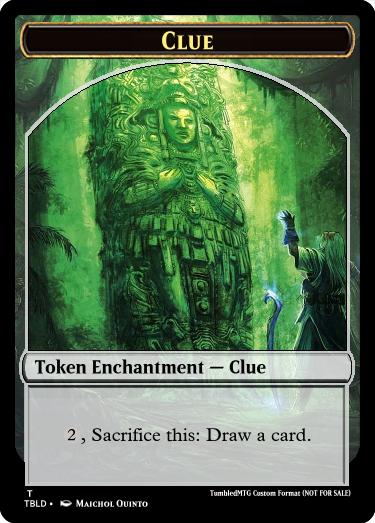 CLUE
Token Enchantment — Clue
2 , Sacrifice this: Draw a card.
T
TBLD • MAICHOL QUINTO
TumbledMTG Custom Format (NOT FOR SALE)